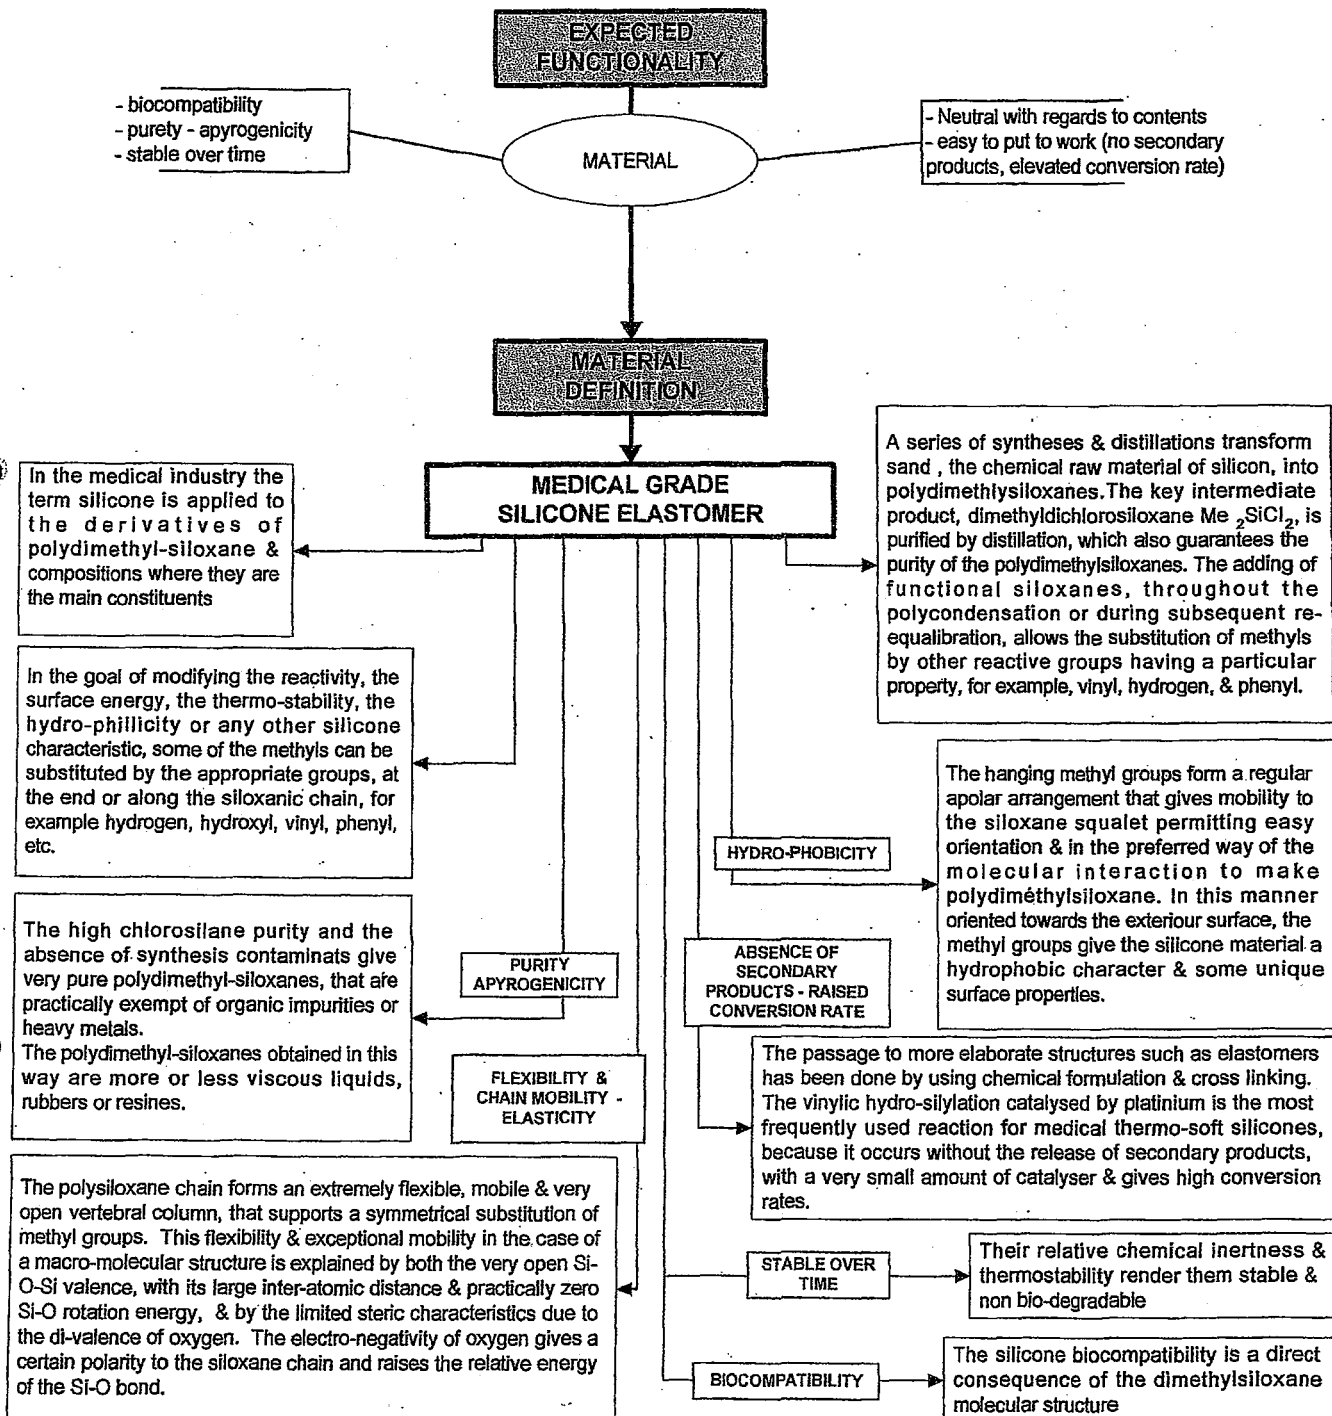 EXPECTED
FUNCTIONALITY
- biocompatibility
- purety - apyrogenicity
- stable over time
MATERIAL
- Neutral with regards to contents
- easy to put to work (no secondary
products, elevated conversion rate)
MATERIAL
DEFINITION
MEDICAL GRADE
SILICONE ELASTOMER
In the medical industry the
term silicone is applied to
the derivatives of
polydimethyl-siloxane &
compositions where they are
the main constituents
A series of syntheses & distillations transform
sand , the chemical raw material of silicon, into
polydimethlysiloxanes.The key intermediate
product, dimethyldichlorosiloxane Me ₂SiCl₂, is
purified by distillation, which also guarantees the
purity of the polydimethylsiloxanes. The adding of
functional siloxanes, throughout the
polycondensation or during subsequent re-
equalibration, allows the substitution of methyls
by other reactive groups having a particular
property, for example, vinyl, hydrogen, & phenyl.
In the goal of modifying the reactivity, the
surface energy, the thermo-stability, the
hydro-phillicity or any other silicone
characteristic, some of the methyls can be
substituted by the appropriate groups, at
the end or along the siloxanic chain, for
example hydrogen, hydroxyl, vinyl, phenyl,
etc.
HYDRO-PHOBICITY
The hanging methyl groups form a regular
apolar arrangement that gives mobility to
the siloxane squalet permitting easy
orientation & in the preferred way of the
molecular interaction to make
polydiméthylsiloxane. In this manner
oriented towards the exteriour surface, the
methyl groups give the silicone material a
hydrophobic character & some unique
surface properties.
The high chlorosilane purity and the
absence of synthesis contaminats give
very pure polydimethyl-siloxanes, that are
practically exempt of organic impurities or
heavy metals.
The polydimethyl-siloxanes obtained in this
way are more or less viscous liquids,
rubbers or resines.
PURITY
APYROGENICITY
ABSENCE OF
SECONDARY
PRODUCTS - RAISED
CONVERSION RATE
FLEXIBILITY &
CHAIN MOBILITY -
ELASTICITY
The passage to more elaborate structures such as elastomers
has been done by using chemical formulation & cross linking.
The vinylic hydro-silylation catalysed by platinium is the most
frequently used reaction for medical thermo-soft silicones,
because it occurs without the release of secondary products,
with a very small amount of catalyser & gives high conversion
rates.
The polysiloxane chain forms an extremely flexible, mobile & very
open vertebral column, that supports a symmetrical substitution of
methyl groups. This flexibility & exceptional mobility in the case of
a macro-molecular structure is explained by both the very open Si-
O-Si valence, with its large inter-atomic distance & practically zero
Si-O rotation energy, & by the limited steric characteristics due to
the di-valence of oxygen. The electro-negativity of oxygen gives a
certain polarity to the siloxane chain and raises the relative energy
of the Si-O bond.
STABLE OVER
TIME
Their relative chemical inertness &
thermostability render them stable &
non bio-degradable
BIOCOMPATIBILITY
The silicone biocompatibility is a direct
consequence of the dimethylsiloxane
molecular structure